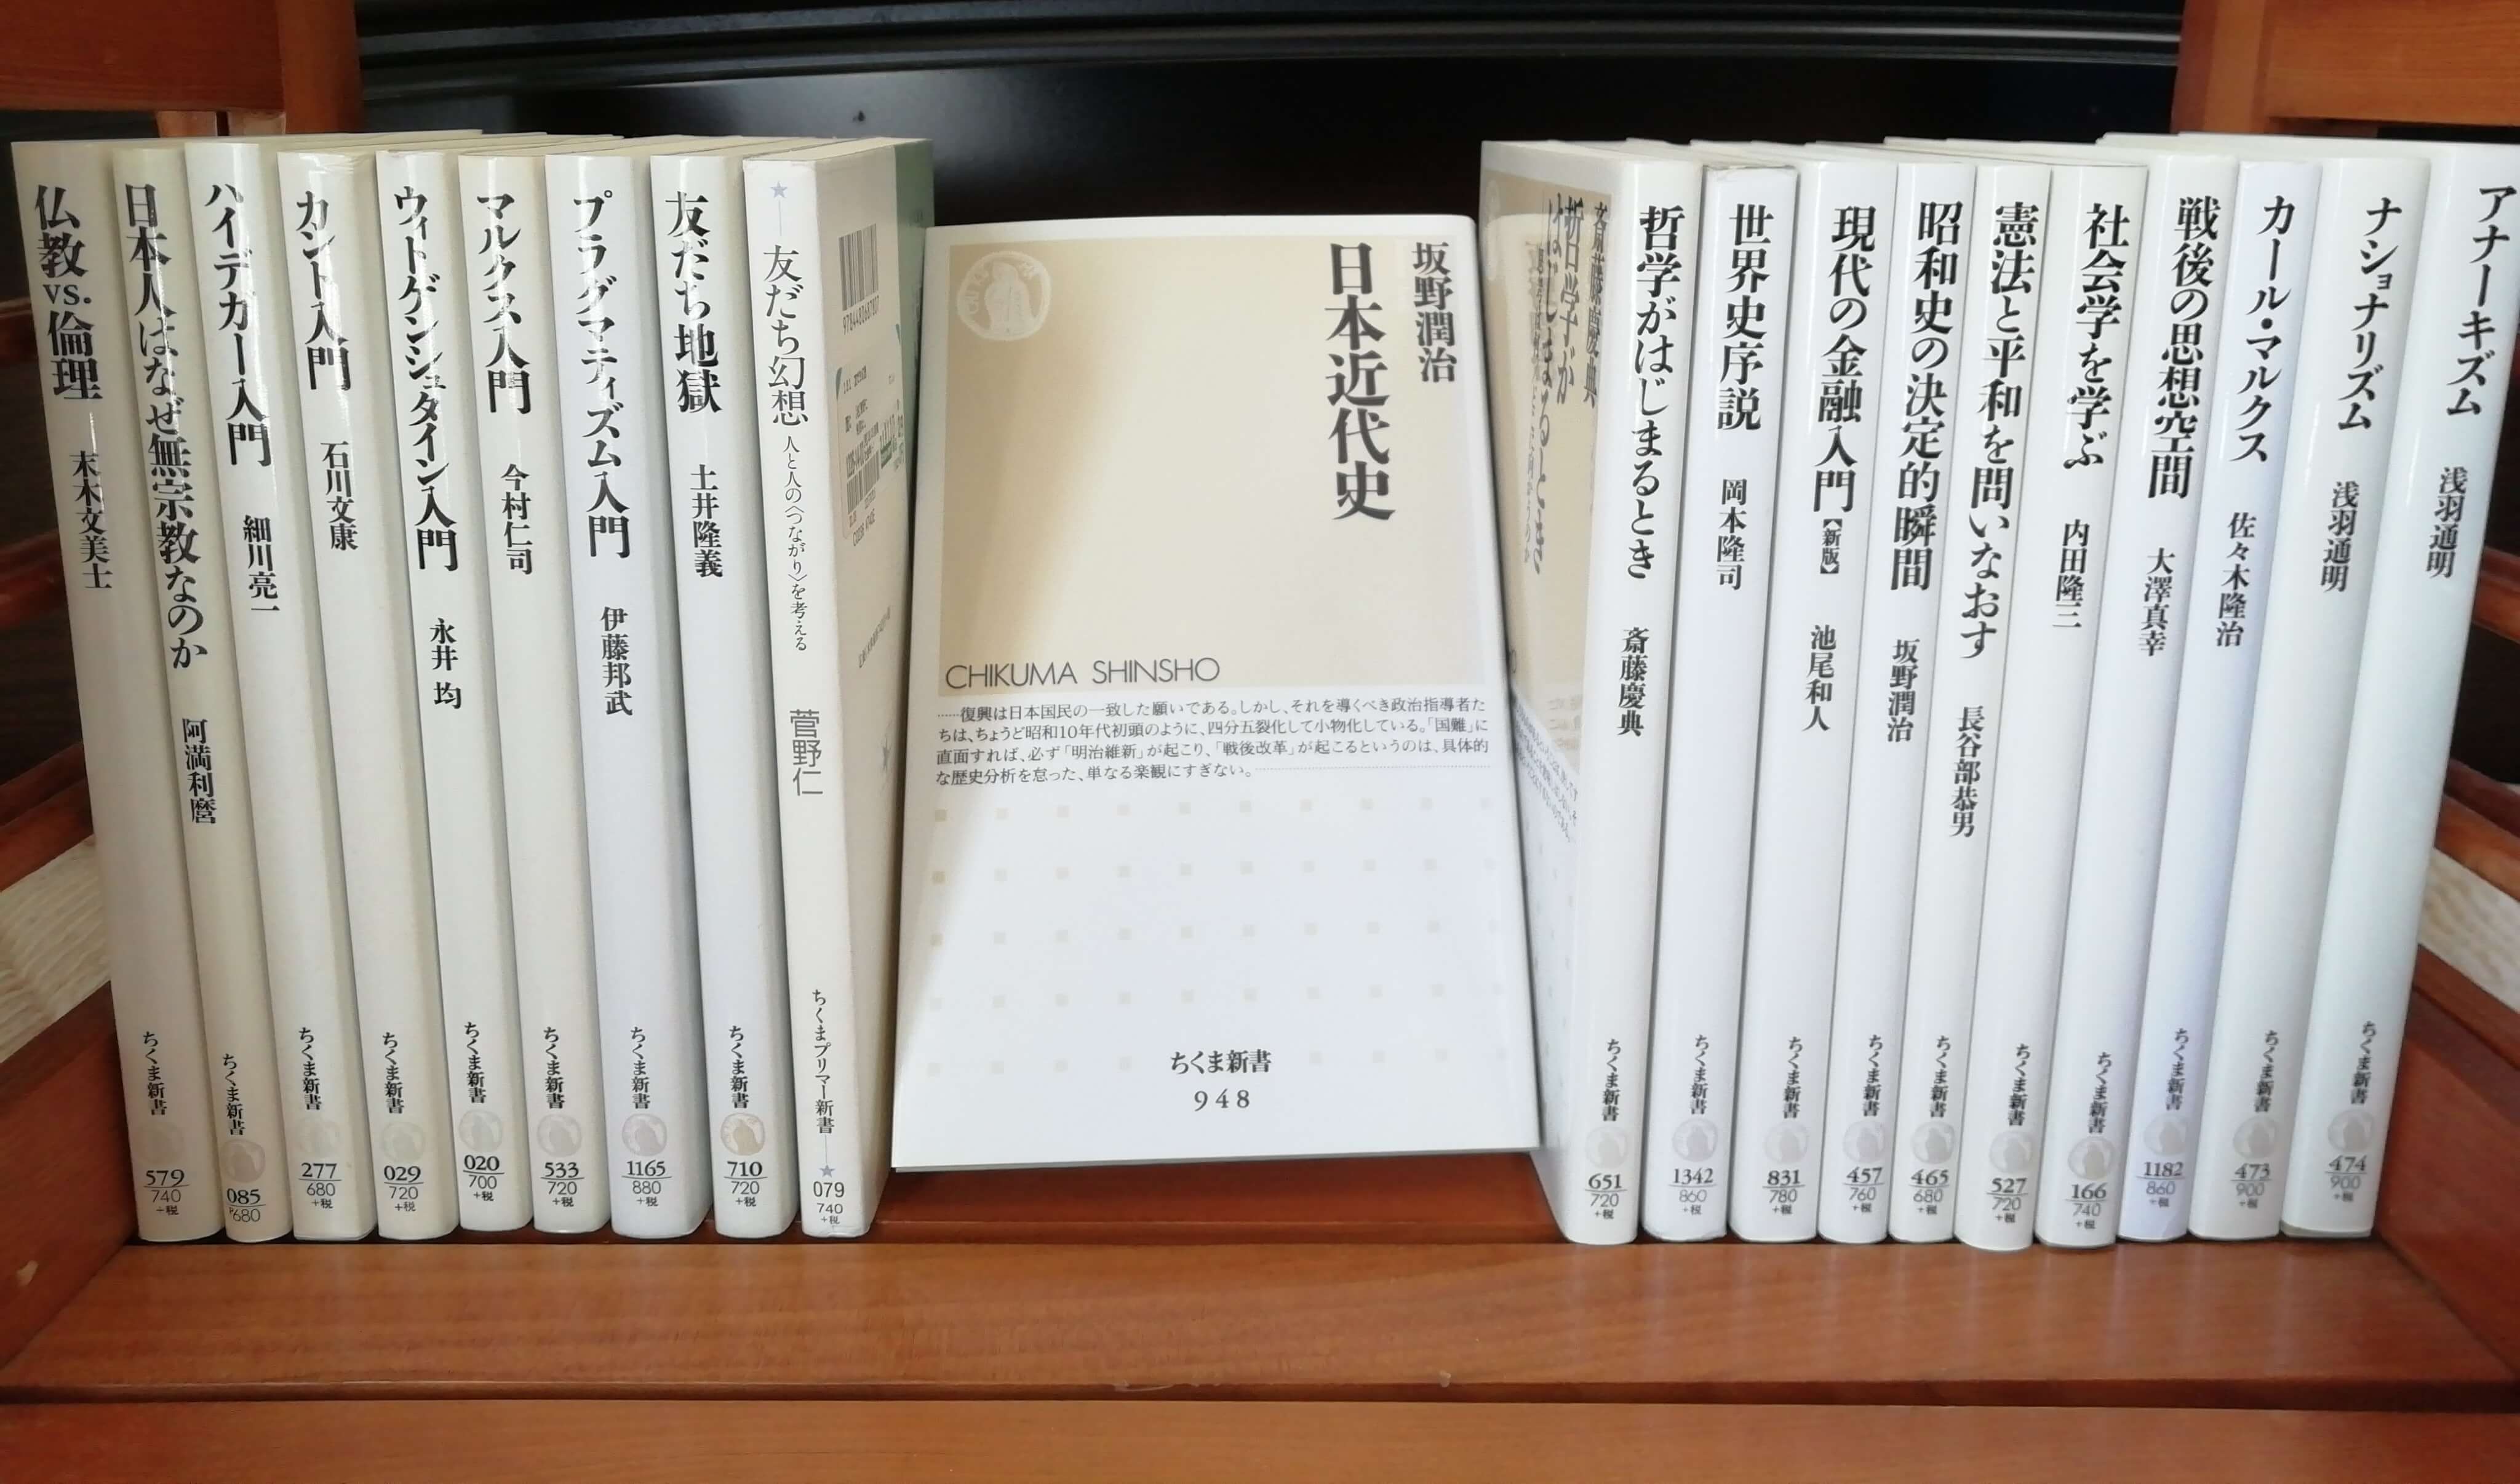 仏教vs.倫理 末木文美士
ちくま新書
579
740
+税
日本人はなぜ無宗教なのか 阿満利麿
ちくま新書
085
P680
ハイデガー入門 細川亮一
ちくま新書
277
680
+税
カント入門 石川文康
ちくま新書
029
720
+税
ウィトゲンシュタイン入門 永井 均
ちくま新書
020
700
+税
マルクス入門 今村仁司
ちくま新書
533
720
+税
プラグマティズム入門 伊藤邦武
ちくま新書
1165
880
+税
友だち地獄 土井隆義
ちくま新書
710
720
+税
★ 友だち幻想 人と人の〈つながり〉を考える 菅野仁
ちくまプリマー新書 ★
079
740
+税
坂野潤治
日本近代史
CHIKUMA SHINSHO
……復興は日本国民の一致した願いである。しかし、それを導くべき政治指導者た
ちは、ちょうど昭和10年代初頭のように、四分五裂化して小物化している。「国難」に
直面すれば、必ず「明治維新」が起こり、「戦後改革」が起こるというのは、具体的
な歴史分析を怠った、単なる楽観にすぎない。
ちくま新書
948
斎藤慶典
哲学が
はじまるとき
哲学がはじまるとき 斎藤慶典
ちくま新書
651
720
+税
世界史序説 岡本隆司
ちくま新書
1342
860
+税
現代の金融入門【新版】 池尾和人
ちくま新書
831
780
+税
昭和史の決定的瞬間 坂野潤治
ちくま新書
457
760
+税
憲法と平和を問いなおす 長谷部恭男
ちくま新書
465
680
+税
社会学を学ぶ 内田隆三
ちくま新書
527
720
+税
戦後の思想空間 大澤真幸
ちくま新書
166
740
+税
カール・マルクス 佐々木隆治
ちくま新書
1182
860
+税
ナショナリズム 浅羽通明
ちくま新書
473
900
+税
アナーキズム 浅羽通明
ちくま新書
474
900
+税